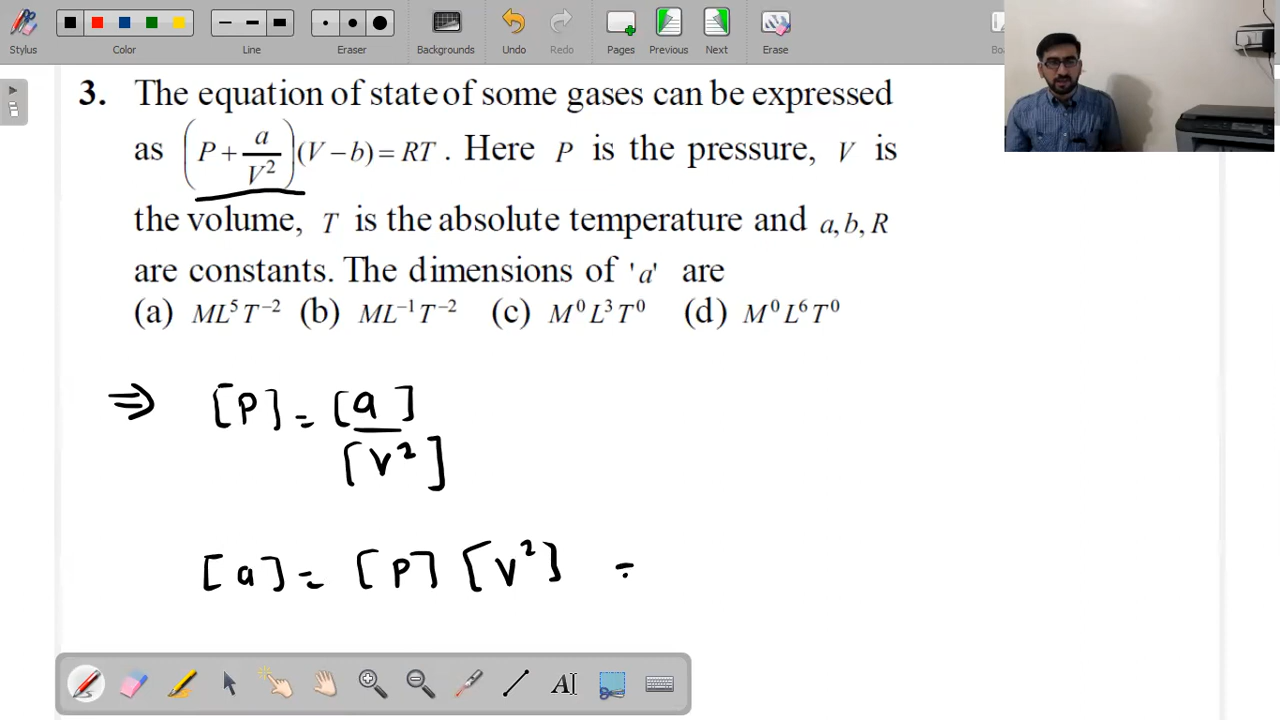 Stylus Color Line Eraser Backgrounds Undo Redo Pages Previous Next Erase
3. The equation of state of some gases can be expressed
as (P + a/V²)(V − b) = RT . Here P is the pressure, V is
the volume, T is the absolute temperature and a, b, R
are constants. The dimensions of 'a' are
(a) ML⁵T⁻² (b) ML⁻¹T⁻² (c) M⁰L³T⁰ (d) M⁰L⁶T⁰
⇒ [P] = [a]
[V²]
[a] = [P] [V²] =
AI